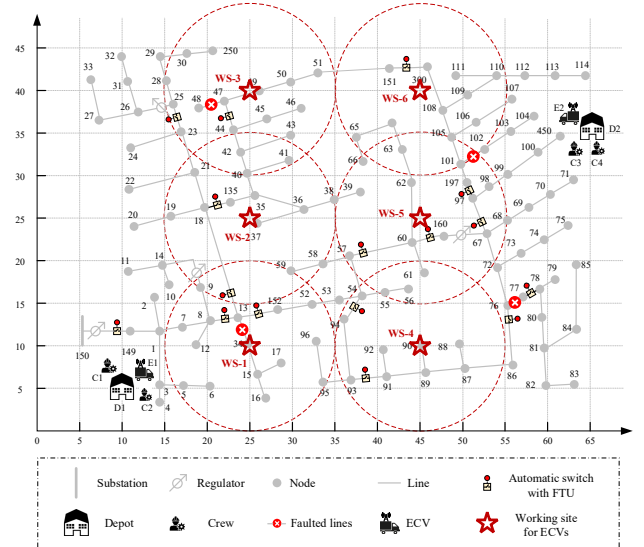 45
40
35
30
25
20
15
10
5
0
0 5 10 15 20 25 30 35 40 45 50 55 60 65
33 32 29 30 250 51 151 300 111 110 112 113 114
31 28 WS-3 49 50 WS-6 108 109 107 E2
27 26 25 48 47 45 46 106 104 D2
24 23 44 43 65 105 103 102 450 C3 C4
22 21 42 41 63 66 101 100
40 62 197 98 99 71
20 19 18 135 35 36 38 39 97 68 69 70
WS-2 37 WS-5 160 67 75
11 14 59 58 57 60 72 73 74
10 9 61 79 85
2 13 152 52 53 54 55 56 76 77 78
150 149 1 7 8 94 80 84
12 96 WS-4 92 88 81
E1 WS-1 17 90
C1 C2 D1 3 5 6 15 95 93 91 89 87 86 82 83
4 16
Substation Regulator Node Line Automatic switch
with FTU
Depot Crew Faulted lines ECV Working site
for ECVs